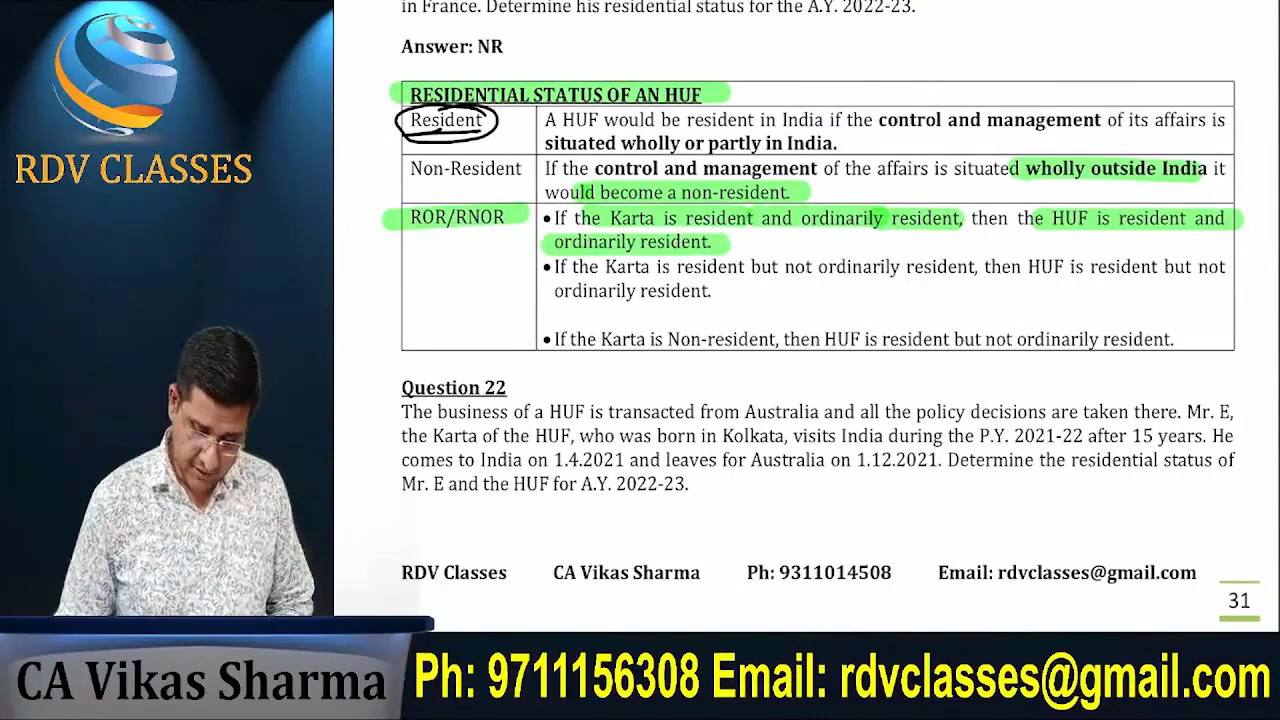 in France. Determine his residential status for the A.Y. 2022-23.
Answer: NR
RDV CLASSES
RESIDENTIAL STATUS OF AN HUF
Resident
A HUF would be resident in India if the control and management of its affairs is
situated wholly or partly in India.
Non-Resident
If the control and management of the affairs is situated wholly outside India it
would become a non-resident.
ROR/RNOR
• If the Karta is resident and ordinarily resident, then the HUF is resident and
ordinarily resident.
• If the Karta is resident but not ordinarily resident, then HUF is resident but not
ordinarily resident.
• If the Karta is Non-resident, then HUF is resident but not ordinarily resident.
Question 22
The business of a HUF is transacted from Australia and all the policy decisions are taken there. Mr. E,
the Karta of the HUF, who was born in Kolkata, visits India during the P.Y. 2021-22 after 15 years. He
comes to India on 1.4.2021 and leaves for Australia on 1.12.2021. Determine the residential status of
Mr. E and the HUF for A.Y. 2022-23.
RDV Classes CA Vikas Sharma Ph: 9311014508 Email: rdvclasses@gmail.com
31
CA Vikas Sharma
Ph: 9711156308 Email: rdvclasses@gmail.com